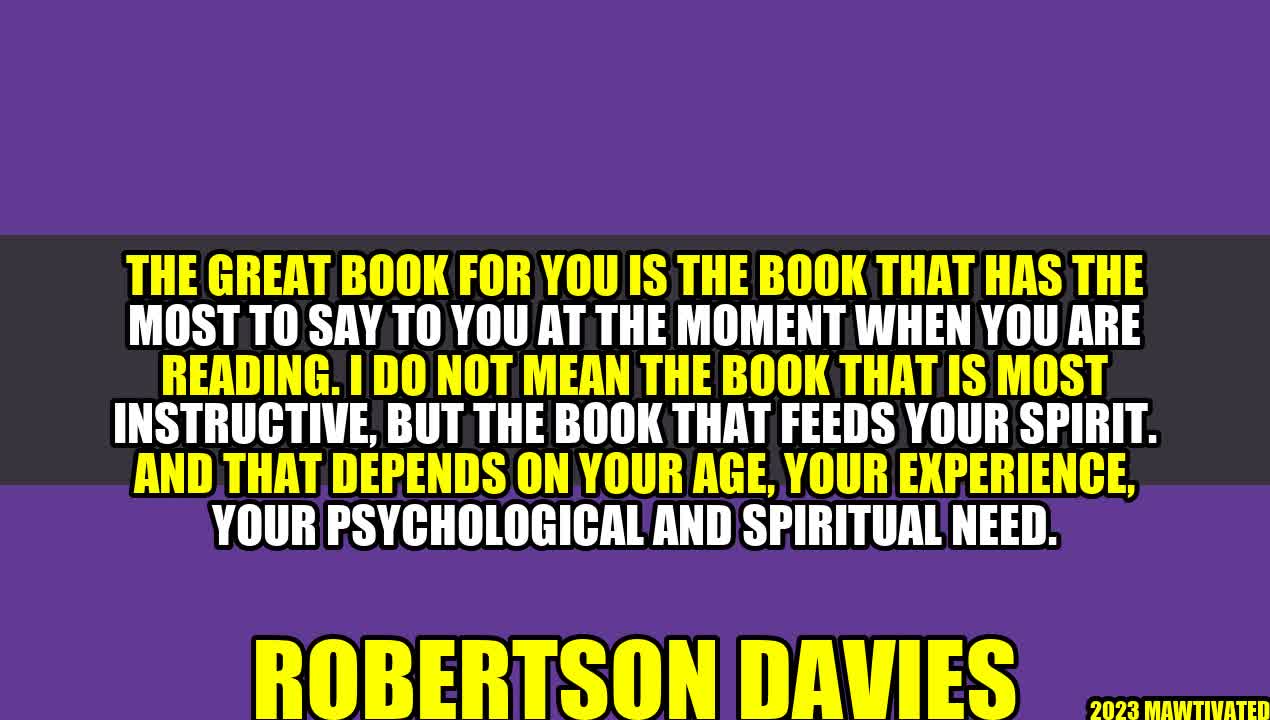 THE GREAT BOOK FOR YOU IS THE BOOK THAT HAS THE
MOST TO SAY TO YOU AT THE MOMENT WHEN YOU ARE
READING. I DO NOT MEAN THE BOOK THAT IS MOST
INSTRUCTIVE, BUT THE BOOK THAT FEEDS YOUR SPIRIT.
AND THAT DEPENDS ON YOUR AGE, YOUR EXPERIENCE,
YOUR PSYCHOLOGICAL AND SPIRITUAL NEED.
ROBERTSON DAVIES
2023 MAWTIVATED